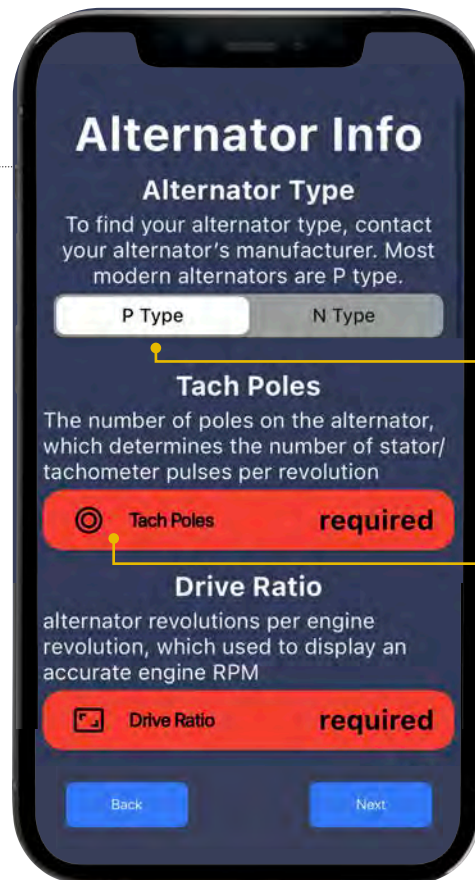 Alternator Info
Alternator Type
To find your alternator type, contact
your alternator's manufacturer. Most
modern alternators are P type.
P Type N Type
Tach Poles
The number of poles on the alternator,
which determines the number of stator/
tachometer pulses per revolution
Tach Poles required
Drive Ratio
alternator revolutions per engine
revolution, which used to display an
accurate engine RPM
Drive Ratio required
Back Next